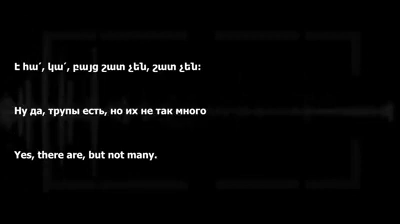 է հա՛, կա՛, բայց շատ չեն, շատ չեն:
Ну да, трупы есть, но их не так много
Yes, there are, but not many.